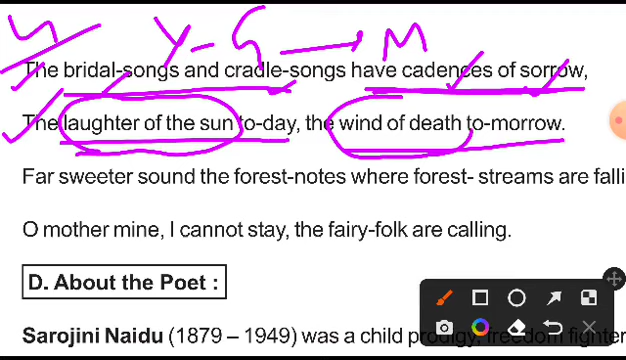 Y - G → M
The bridal-songs and cradle-songs have cadences of sorrow,
The laughter of the sun to-day, the wind of death to-morrow.
Far sweeter sound the forest-notes where forest- streams are falli
O mother mine, I cannot stay, the fairy-folk are calling.
D. About the Poet :
Sarojini Naidu (1879 – 1949) was a child prodigy, freedom fighter